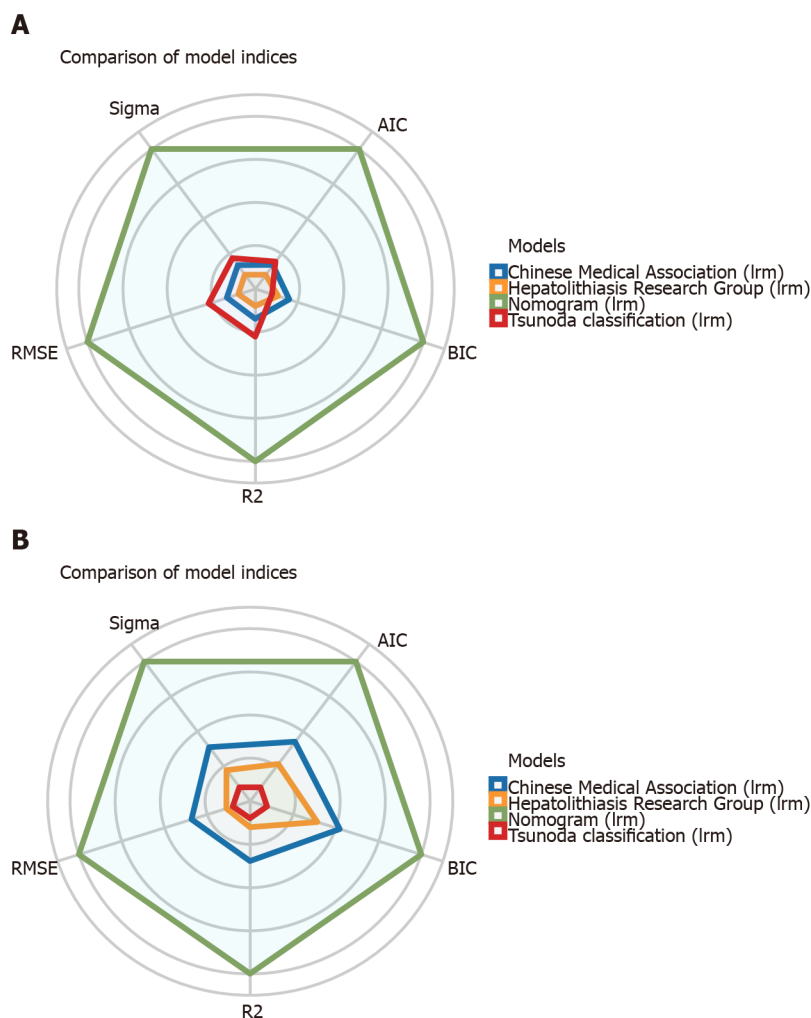 A
Comparison of model indices
Sigma
AIC
RMSE
BIC
R2
Models
Chinese Medical Association (lrm)
Hepatolithiasis Research Group (lrm)
Nomogram (lrm)
Tsunoda classification (lrm)
B
Comparison of model indices
Sigma
AIC
RMSE
BIC
R2
Models
Chinese Medical Association (lrm)
Hepatolithiasis Research Group (lrm)
Nomogram (lrm)
Tsunoda classification (lrm)